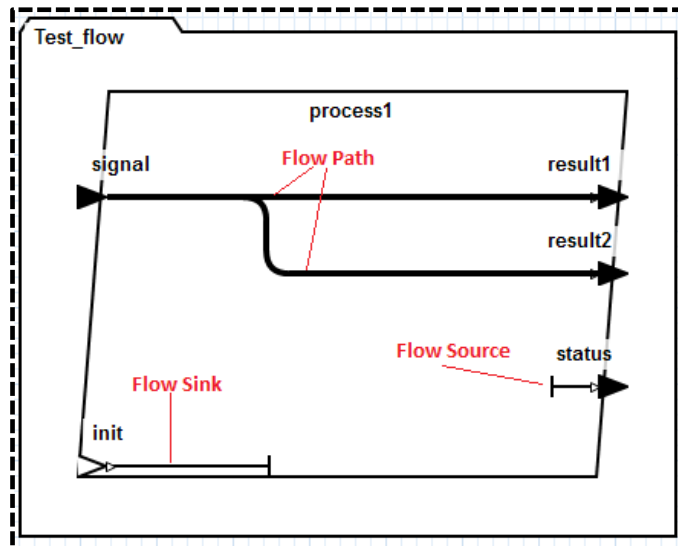 Test_flow
process1
signal
Flow Path
result1
result2
Flow Source
status
Flow Sink
init